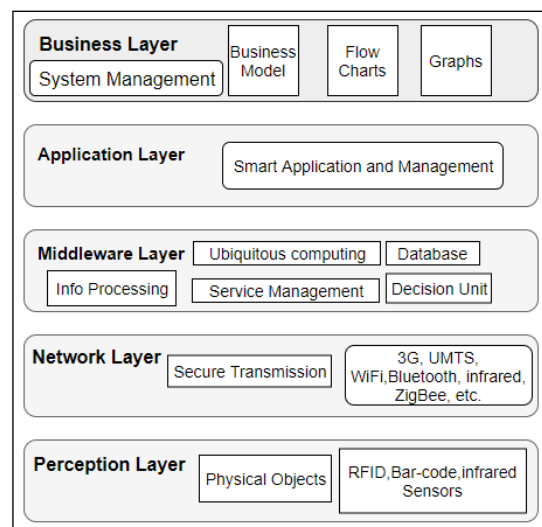 Business Layer
System Management
Business
Model
Flow
Charts
Graphs
Application Layer
Smart Application and Management
Middleware Layer
Ubiquitous computing
Database
Info Processing
Service Management
Decision Unit
Network Layer
Secure Transmission
3G, UMTS,
WiFi,Bluetooth, infrared,
ZigBee, etc.
Perception Layer
Physical Objects
RFID,Bar-code,infrared
Sensors